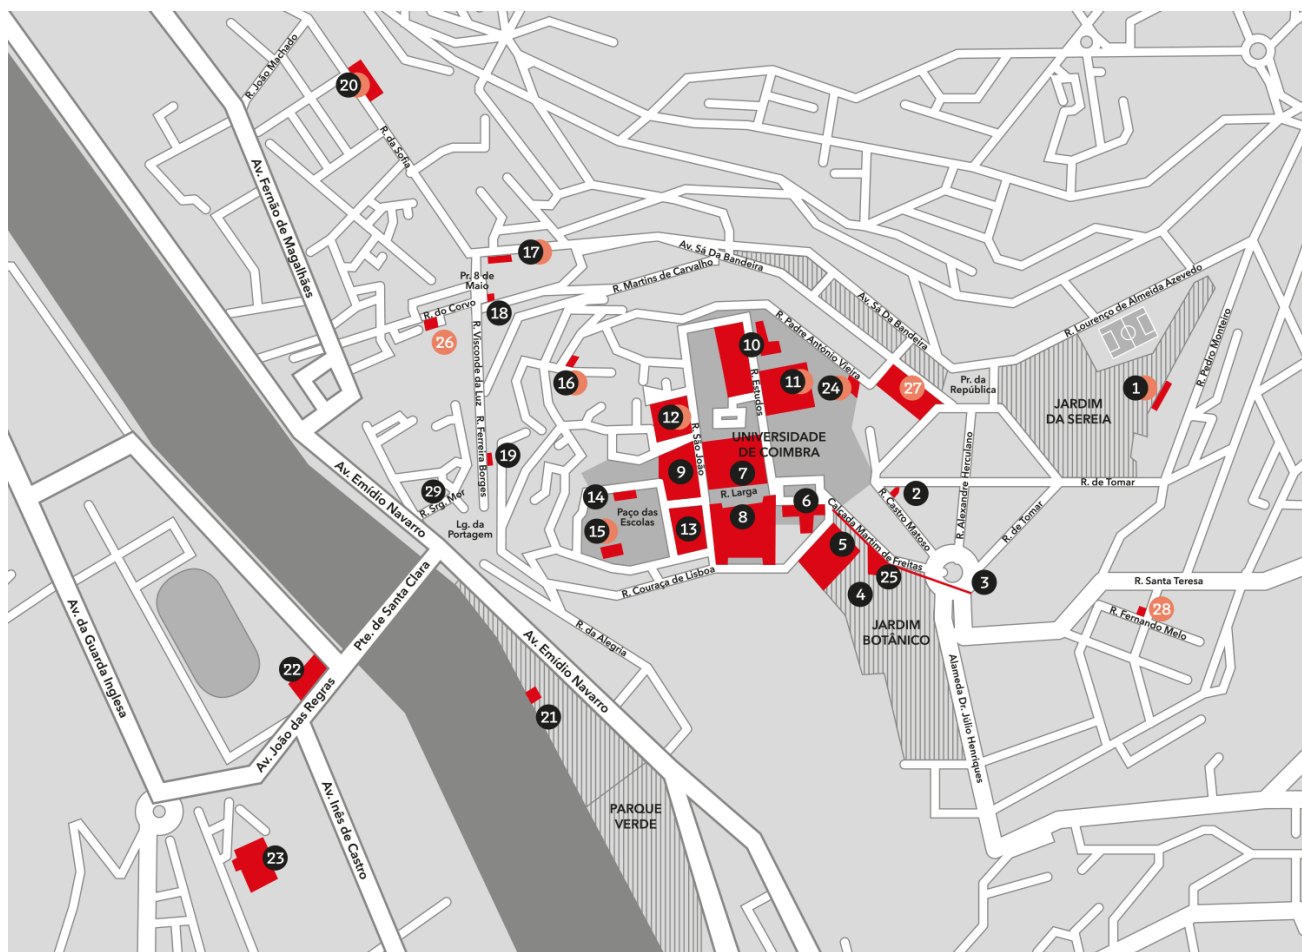 R. João Machado
20
R. da Sofia
Av. Fernão de Magalhães
17
Av. Sá Da Bandeira
Pr. 8 de
Maio
R. Martins de Carvalho
R. do Corvo
18
26
R. Visconde da Luz
Av. Sá Da Bandeira
R. Lourenço de Almeida Azevedo
R. Padre António Vieira
R. Pedro Monteiro
10
16
11
24
27
Pr. da
República
1
R. Estudos
JARDIM
DA SEREIA
12
R. São João
UNIVERSIDADE
DE COIMBRA
R. Ferreira Borges
19
9
7
R. Alexandre Herculano
Av. Emídio Navarro
29
R. Srg. Mor
14
R. Larga
6
2
R. de Tomar
R. Castro Matoso
Paço das
Escolas
Lg. da
Portagem
15
13
8
5
Calçada Martim de Freitas
R. de Tomar
Pte. de Santa Clara
R. Couraça de Lisboa
25
3
R. Santa Teresa
4
28
R. Fernando Melo
JARDIM
BOTÂNICO
R. da Alegria
Av. da Guarda Inglesa
22
Av. Emídio Navarro
Av. João das Regras
21
Alameda Dr. Júlio Henriques
Av. Inês de Castro
PARQUE
VERDE
23